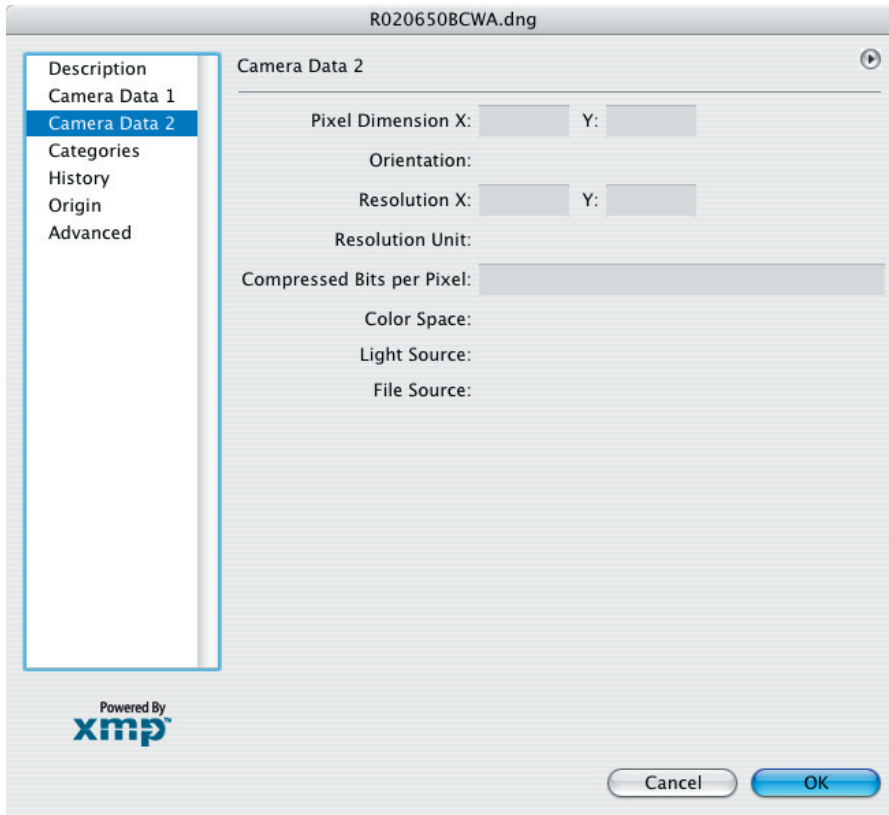 R020650BCWA.dng
Description
Camera Data 1
Camera Data 2
Categories
History
Origin
Advanced
Camera Data 2
Pixel Dimension X: Y:
Orientation:
Resolution X: Y:
Resolution Unit:
Compressed Bits per Pixel:
Color Space:
Light Source:
File Source:
Powered By
xmp™
Cancel OK